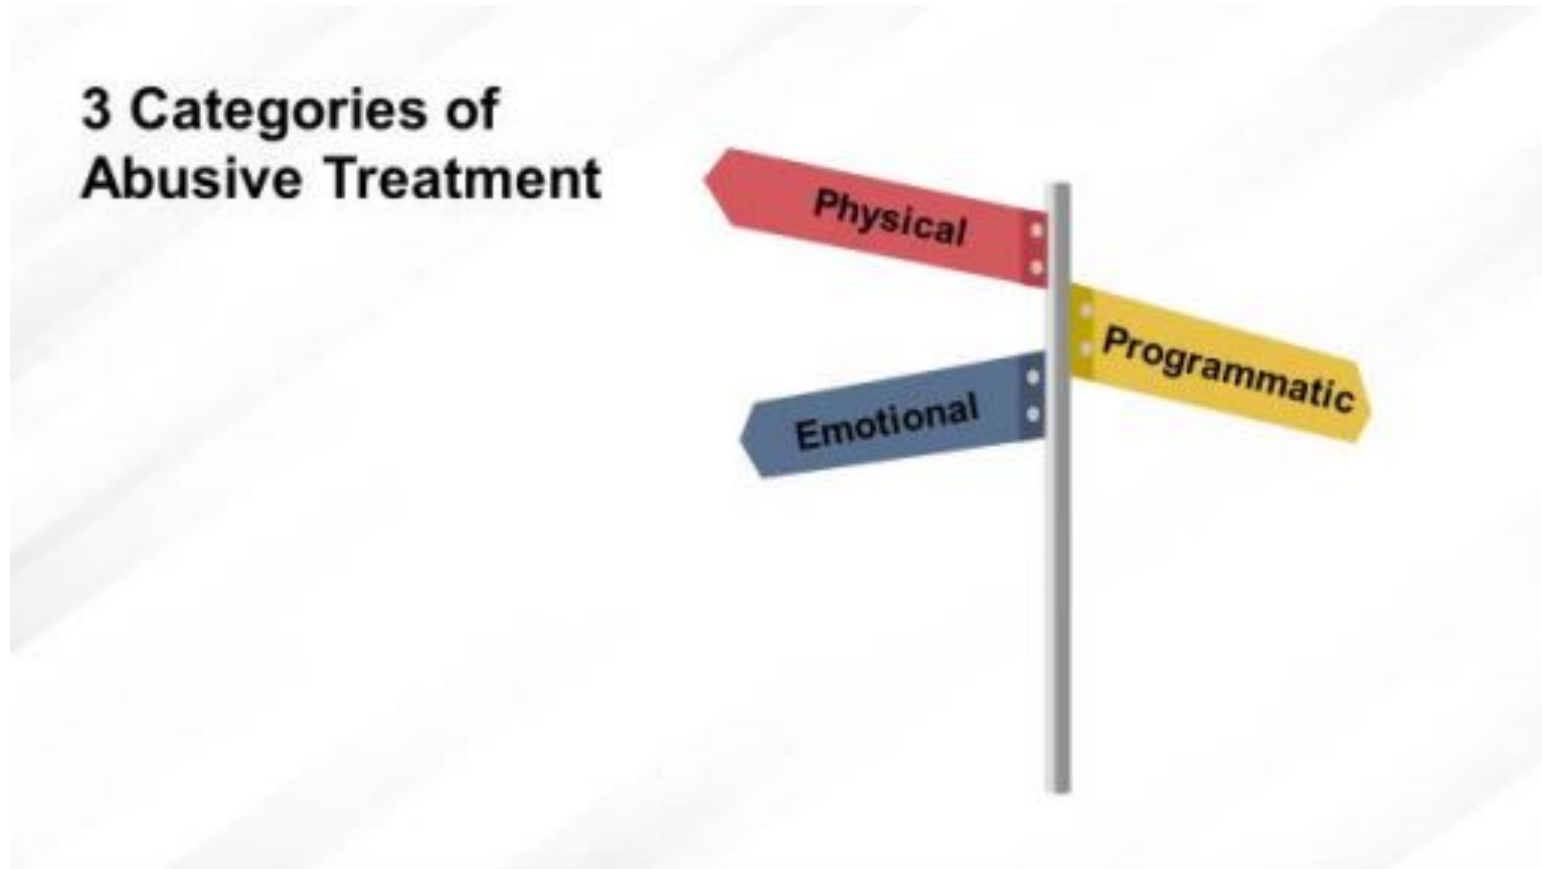 3 Categories of
Abusive Treatment
Physical
Programmatic
Emotional